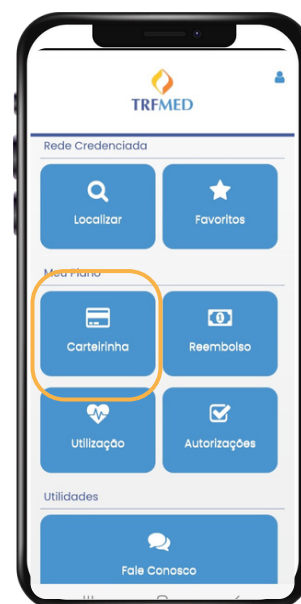 TRFMED
Rede Credenciada
Localizar
Favoritos
Meu Plano
Carteirinha
Reembolso
Utilização
Autorizações
Utilidades
Fale Conosco